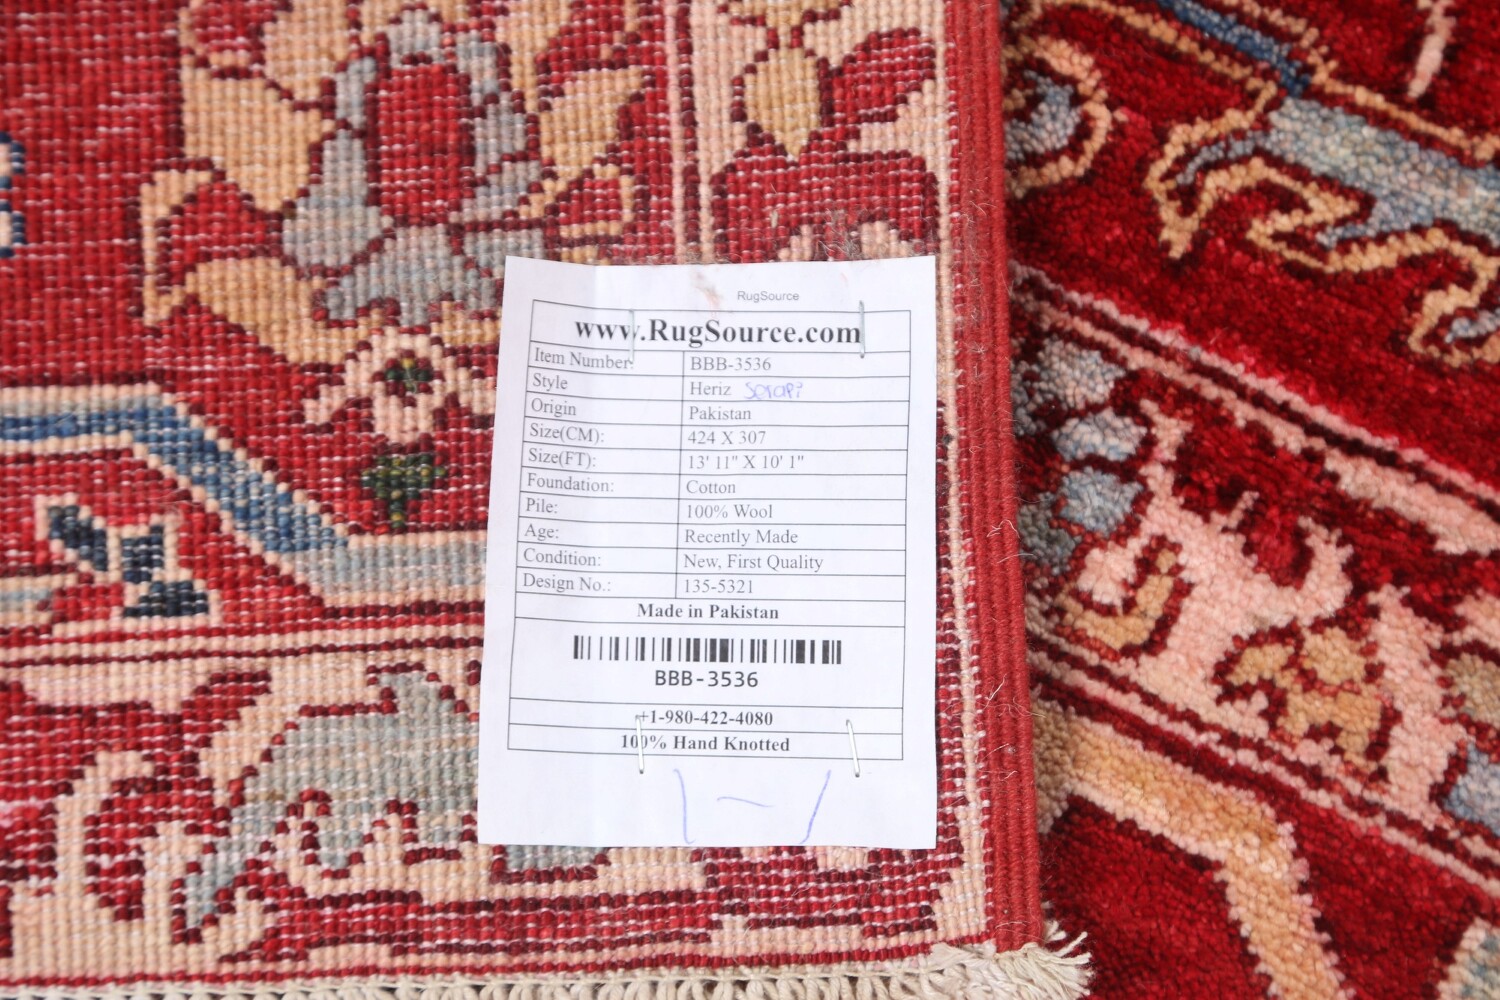 RugSource
www.RugSource.com
Item Number: BBB-3536
Style Heriz Serapi
Origin Pakistan
Size(CM): 424 X 307
Size(FT): 13' 11" X 10' 1"
Foundation: Cotton
Pile: 100% Wool
Age: Recently Made
Condition: New, First Quality
Design No.: 135-5321
Made in Pakistan
BBB-3536
+1-980-422-4080
100% Hand Knotted
1-1